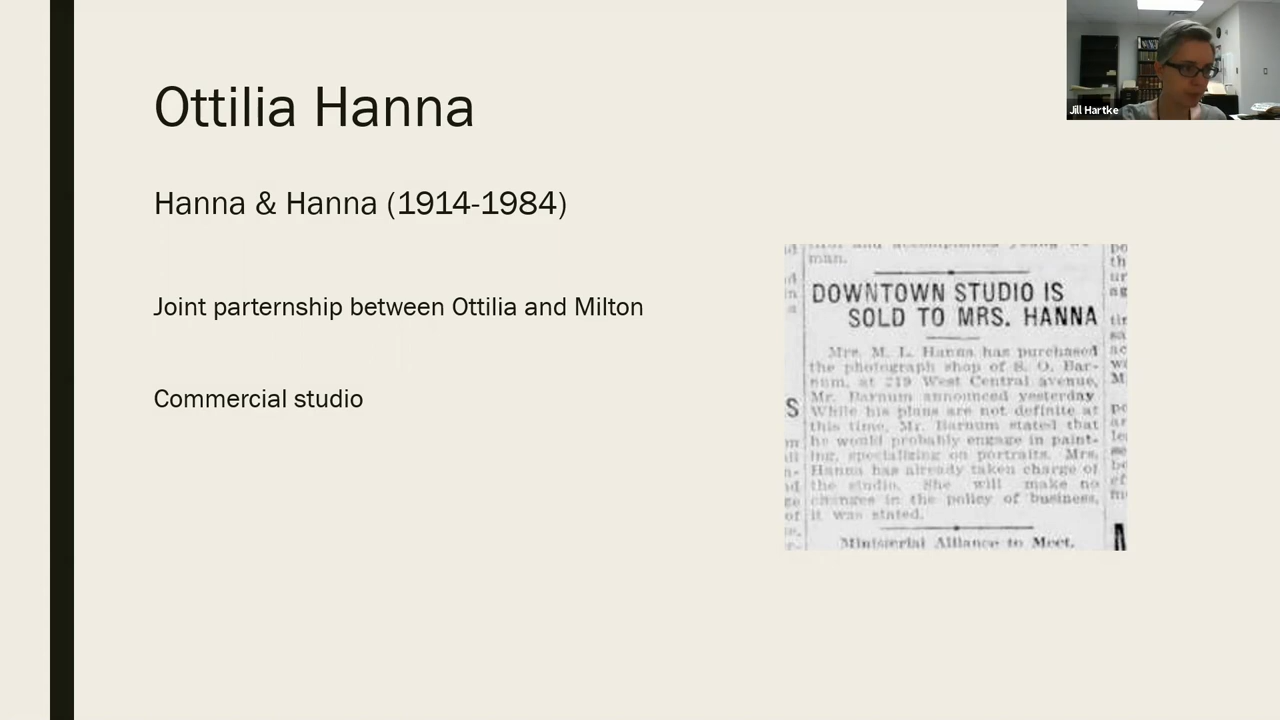 Ottilia Hanna
Hanna & Hanna (1914-1984)
Joint parternship between Ottilia and Milton
Commercial studio
Jill Hartke
man.
DOWNTOWN STUDIO IS
SOLD TO MRS. HANNA
Mrs. M. L. Hanna has purchased
the photograph shop of S. O. Bar-
num, at 219 West Central avenue,
Mr. Barnum announced yesterday
While his plans are not definite at
this time, Mr. Barnum stated that
he would probably engage in paint-
ing, specializing on portraits. Mrs.
Hanna has already taken charge of
the studio. She will make no
changes in the policy of business,
it was stated.
Ministerial Alliance to Meet.